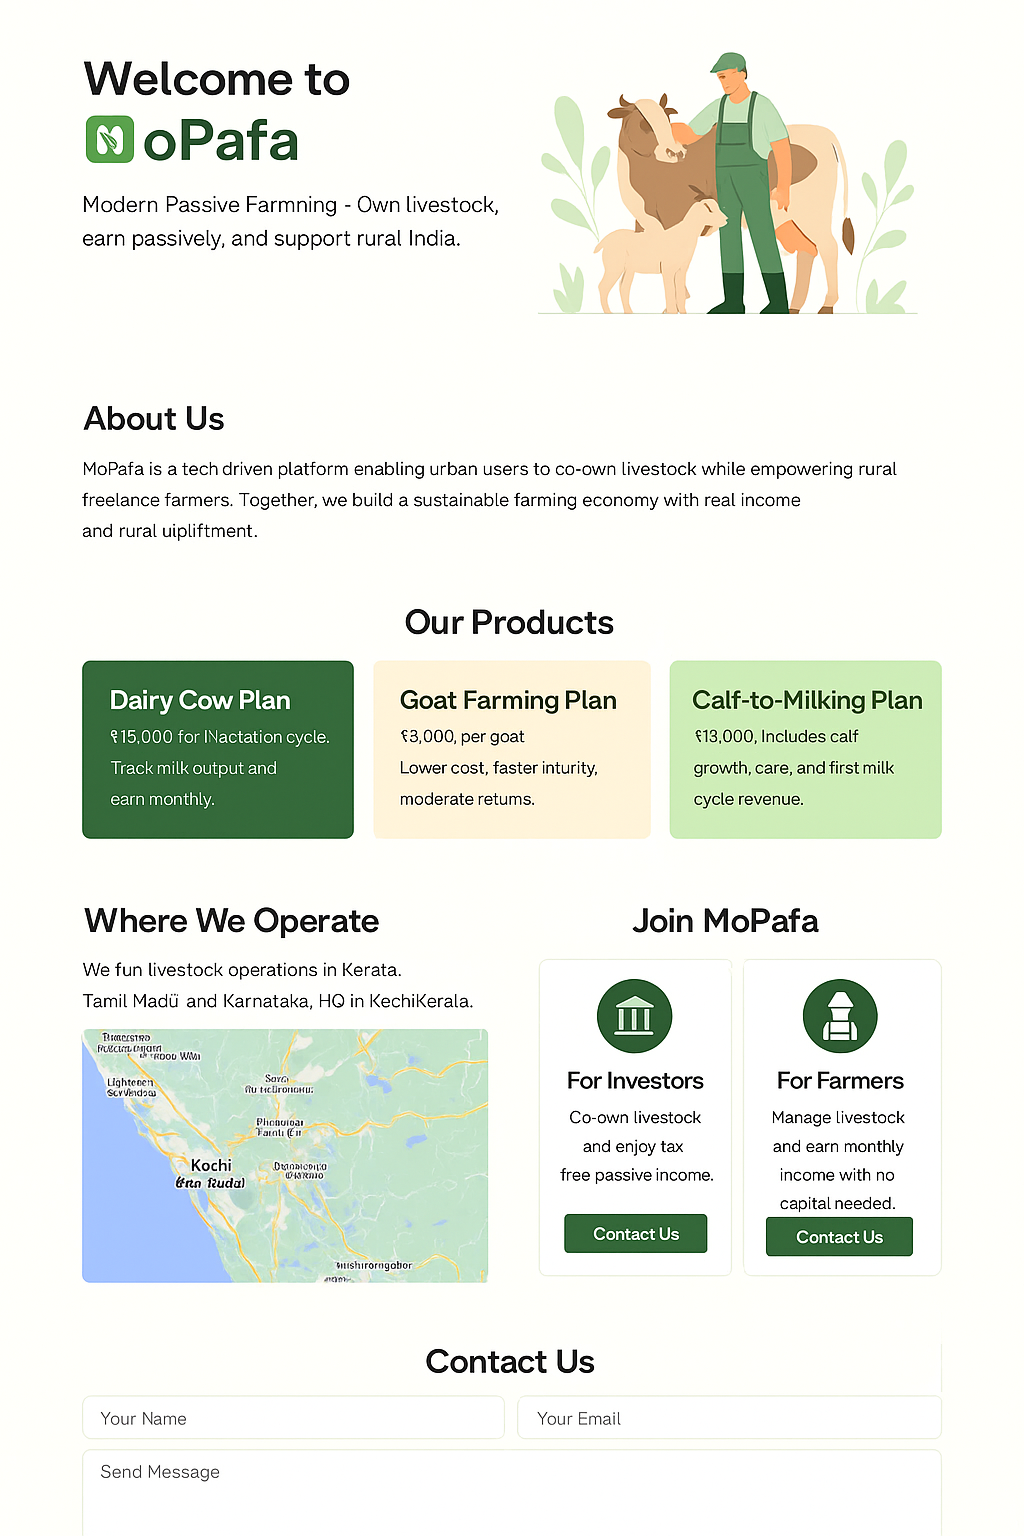 Welcome to
oPafa
Modern Passive Farmning - Own livestock,
earn passively, and support rural India.
About Us
MoPafa is a tech driven platform enabling urban users to co-own livestock while empowering rural
freelance farmers. Together, we build a sustainable farming economy with real income
and rural uipliftment.
Our Products
Dairy Cow Plan
₹15,000 for INactation cycle.
Track milk output and
earn monthly.
Goat Farming Plan
₹3,000, per goat
Lower cost, faster inturity,
moderate retums.
Calf-to-Milking Plan
₹13,000, Includes calf
growth, care, and first milk
cycle revenue.
Where We Operate
We fun livestock operations in Kerata.
Tamil Madü and Karnataka, HQ in KechiKerala.
Kochi
Join MoPafa
For Investors
Co-own livestock
and enjoy tax
free passive income.
Contact Us
For Farmers
Manage livestock
and earn monthly
income with no
capital needed.
Contact Us
Contact Us
Your Name
Your Email
Send Message